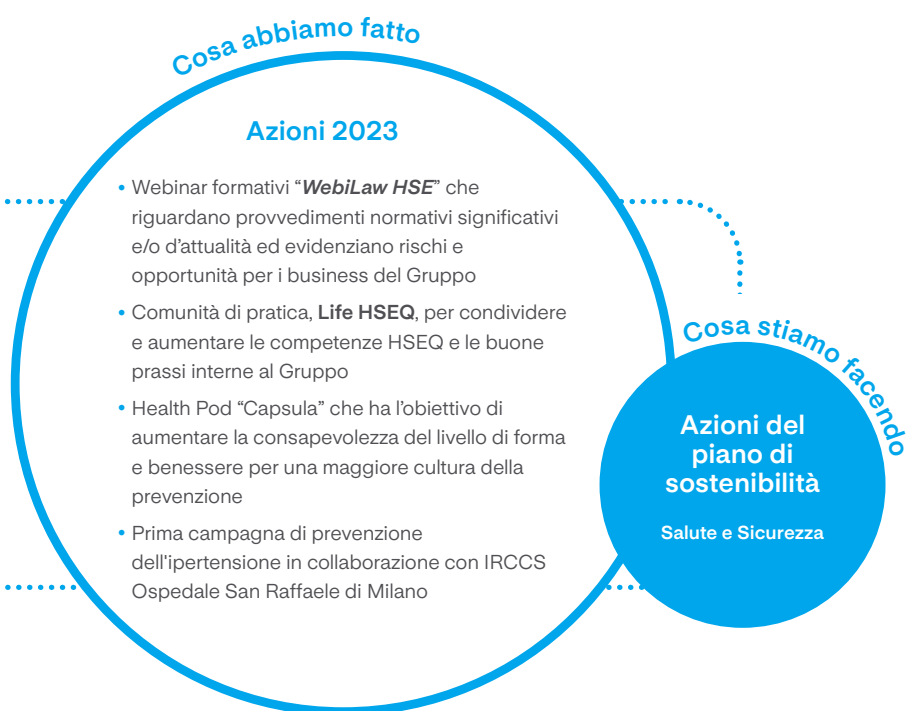 Cosa abbiamo fatto
Azioni 2023
• Webinar formativi “WebiLaw HSE” che
riguardano provvedimenti normativi significativi
e/o d’attualità ed evidenziano rischi e
opportunità per i business del Gruppo
• Comunità di pratica, Life HSEQ, per condividere
e aumentare le competenze HSEQ e le buone
prassi interne al Gruppo
• Health Pod “Capsula” che ha l’obiettivo di
aumentare la consapevolezza del livello di forma
e benessere per una maggiore cultura della
prevenzione
• Prima campagna di prevenzione
dell'ipertensione in collaborazione con IRCCS
Ospedale San Raffaele di Milano
Cosa stiamo facendo
Azioni del
piano di
sostenibilità
Salute e Sicurezza